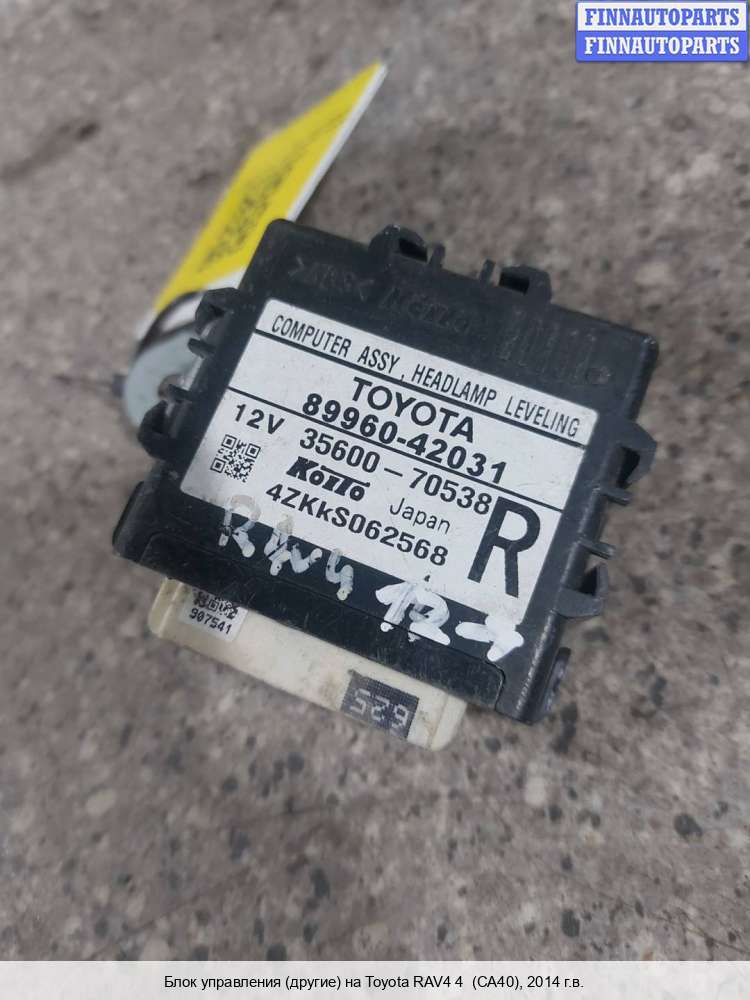 FINNAUTOPARTS
FINNAUTOPARTS
COMPUTER ASSY, HEADLAMP LEVELING
TOYOTA
89960-42031
12V 35600-70538
KOITO Japan
4ZKKS062568
R
RAV4 12->
907541
529
Блок управления (другие) на Toyota RAV4 4 (CA40), 2014 г.в.